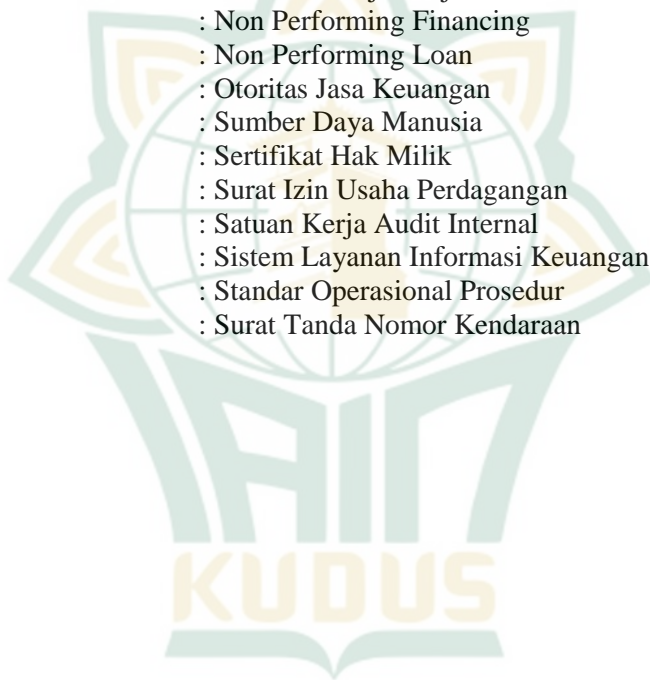 : Non Performing Financing
: Non Performing Loan
: Otoritas Jasa Keuangan
: Sumber Daya Manusia
: Sertifikat Hak Milik
: Surat Izin Usaha Perdagangan
: Satuan Kerja Audit Internal
: Sistem Layanan Informasi Keuangan
: Standar Operasional Prosedur
: Surat Tanda Nomor Kendaraan
IAIN
KUDUS